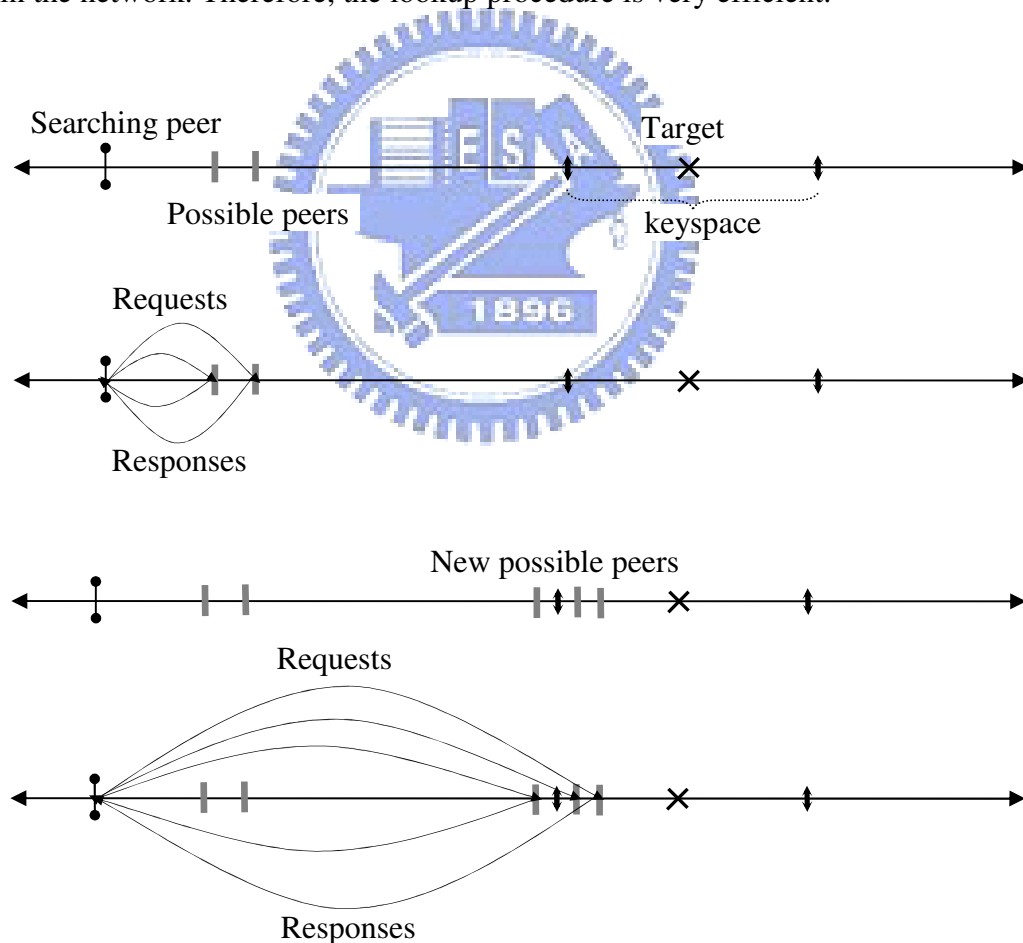 in the network. Therefore, the lookup procedure is very efficient.
Searching peer
Target
E S A
Possible peers
keyspace
1896
Requests
Responses
New possible peers
Requests
Responses